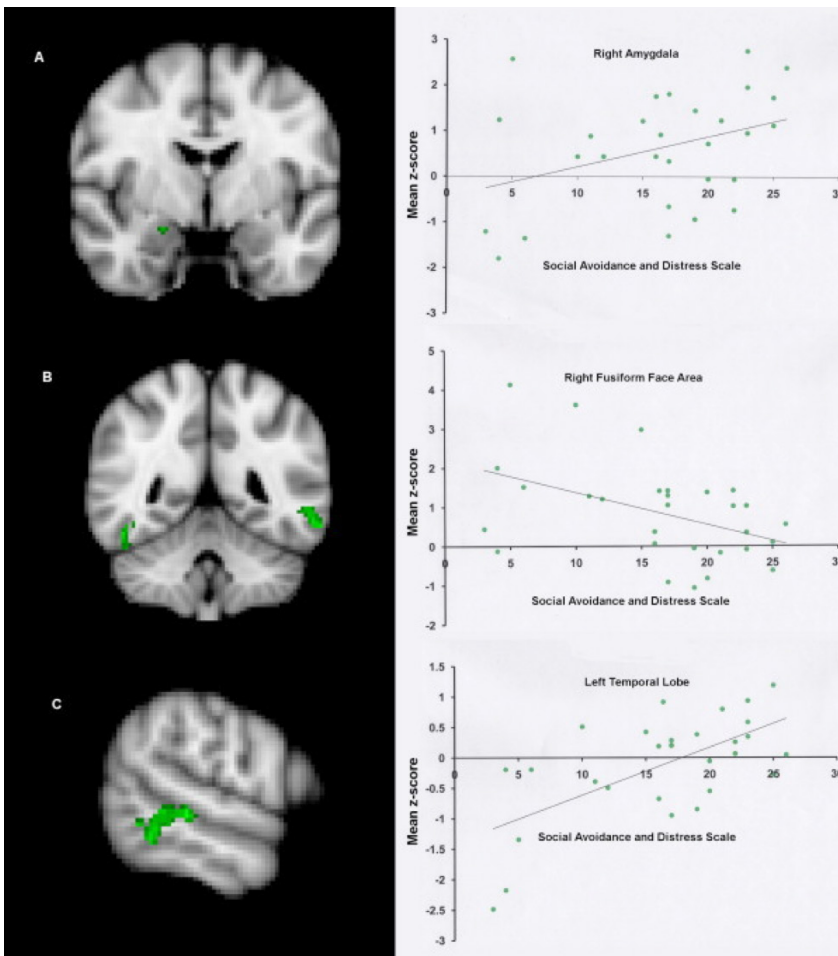 A
Right Amygdala
Mean z-score
3
2
1
0
-1
-2
-3
0 5 10 15 20 25 30
Social Avoidance and Distress Scale
B
Right Fusiform Face Area
Mean z-score
5
4
3
2
1
0
-1
-2
0 5 10 15 20 25
Social Avoidance and Distress Scale
C
Left Temporal Lobe
Mean z-score
1.5
1
0.5
0
-0.5
-1
-1.5
-2
-2.5
-3
0 5 10 15 20 25
Social Avoidance and Distress Scale